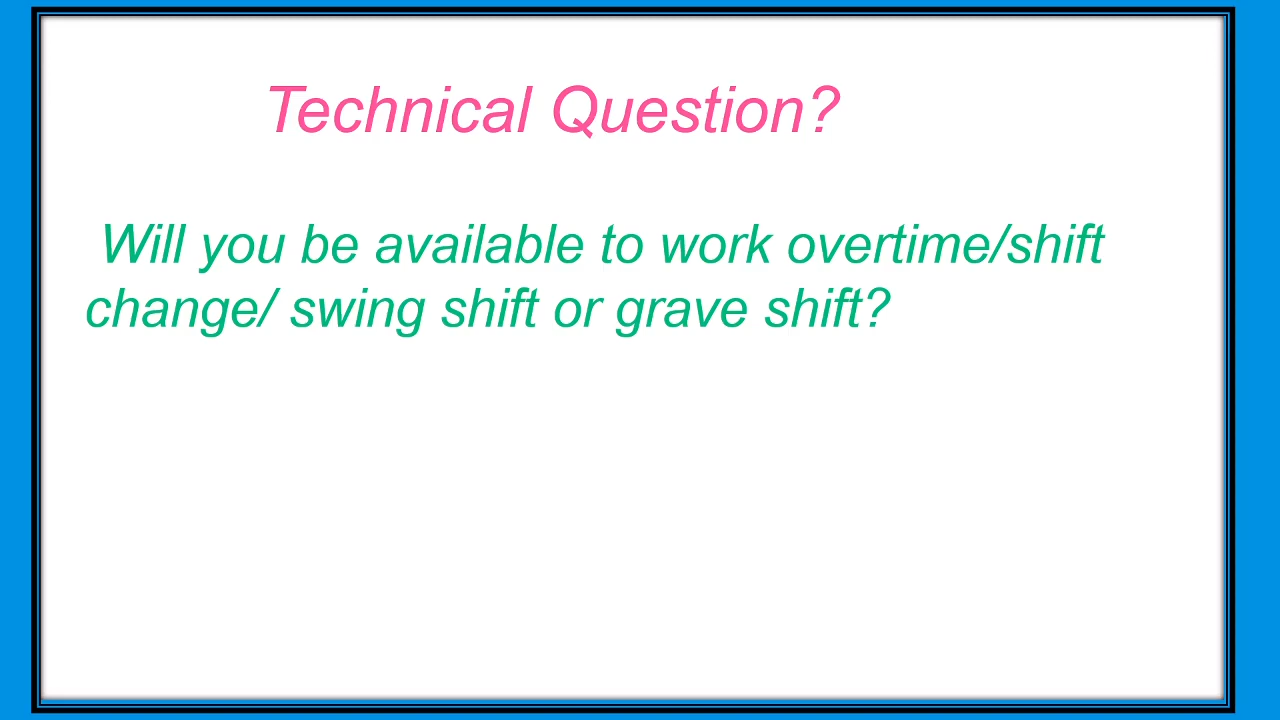 Technical Question?
Will you be available to work overtime/shift
change/ swing shift or grave shift?